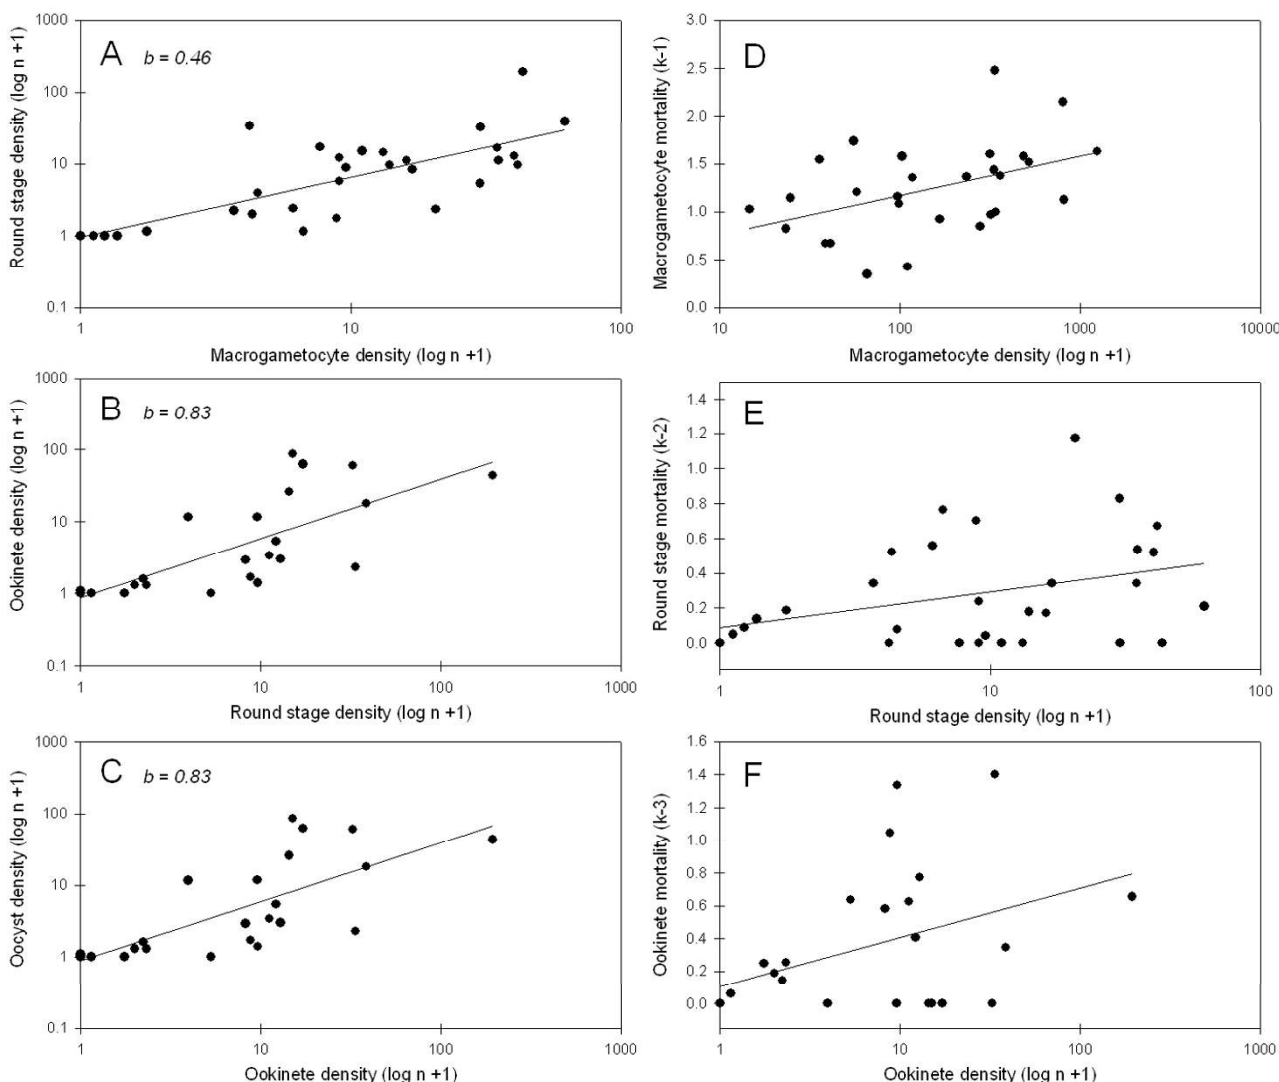 A b = 0.46
Round stage density (log n +1)
1000
100
10
1
0.1
1 10 100
Macrogametocyte density (log n +1)
D
Macrogametocyte mortality (k-1)
3.0
2.5
2.0
1.5
1.0
0.5
0.0
10 100 1000 10000
Macrogametocyte density (log n +1)
B b = 0.83
Ookinete density (log n +1)
1000
100
10
1
0.1
1 10 100 1000
Round stage density (log n +1)
E
Round stage mortality (k-2)
1.4
1.2
1.0
0.8
0.6
0.4
0.2
0.0
1 10 100
Round stage density (log n +1)
C b = 0.83
Oocyst density (log n +1)
1000
100
10
1
0.1
1 10 100 1000
Ookinete density (log n +1)
F
Ookinete mortality (k-3)
1.6
1.4
1.2
1.0
0.8
0.6
0.4
0.2
0.0
1 10 100 1000
Ookinete density (log n +1)